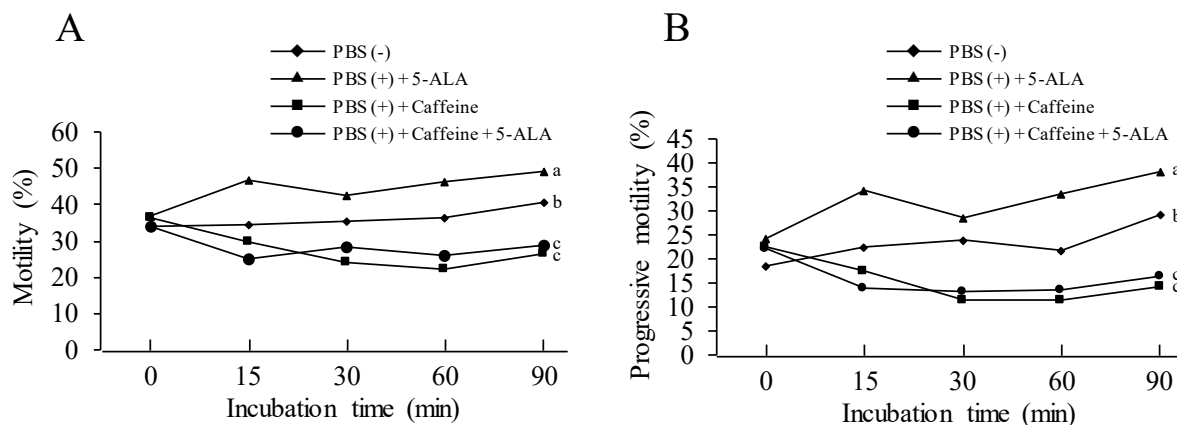 A
PBS (-)
PBS (+) + 5-ALA
PBS (+) + Caffeine
PBS (+) + Caffeine + 5-ALA
Motility (%)
60
50
40
30
20
10
0
a
b
c
c
0 15 30 60 90
Incubation time (min)
B
PBS (-)
PBS (+) + 5-ALA
PBS (+) + Caffeine
PBS (+) + Caffeine + 5-ALA
Progressive motility (%)
45
40
35
30
25
20
15
10
5
0
a
b
0 15 30 60 90
Incubation time (min)